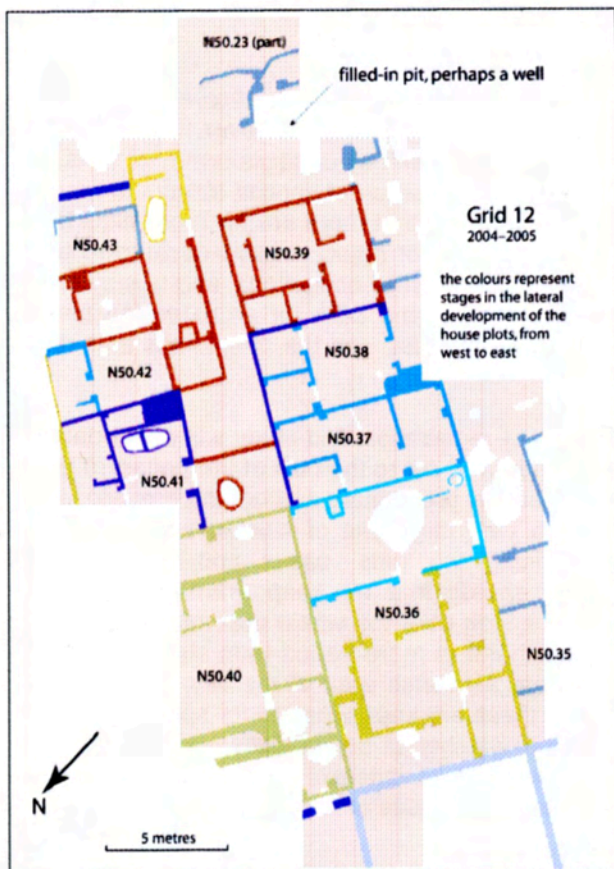 N50.23 (part)
filled-in pit, perhaps a well
Grid 12
2004–2005
N50.43
N50.39
the colours represent
stages in the lateral
development of the
house plots, from
west to east
N50.38
N50.42
N50.37
N50.41
N50.36
N50.35
N50.40
N
5 metres